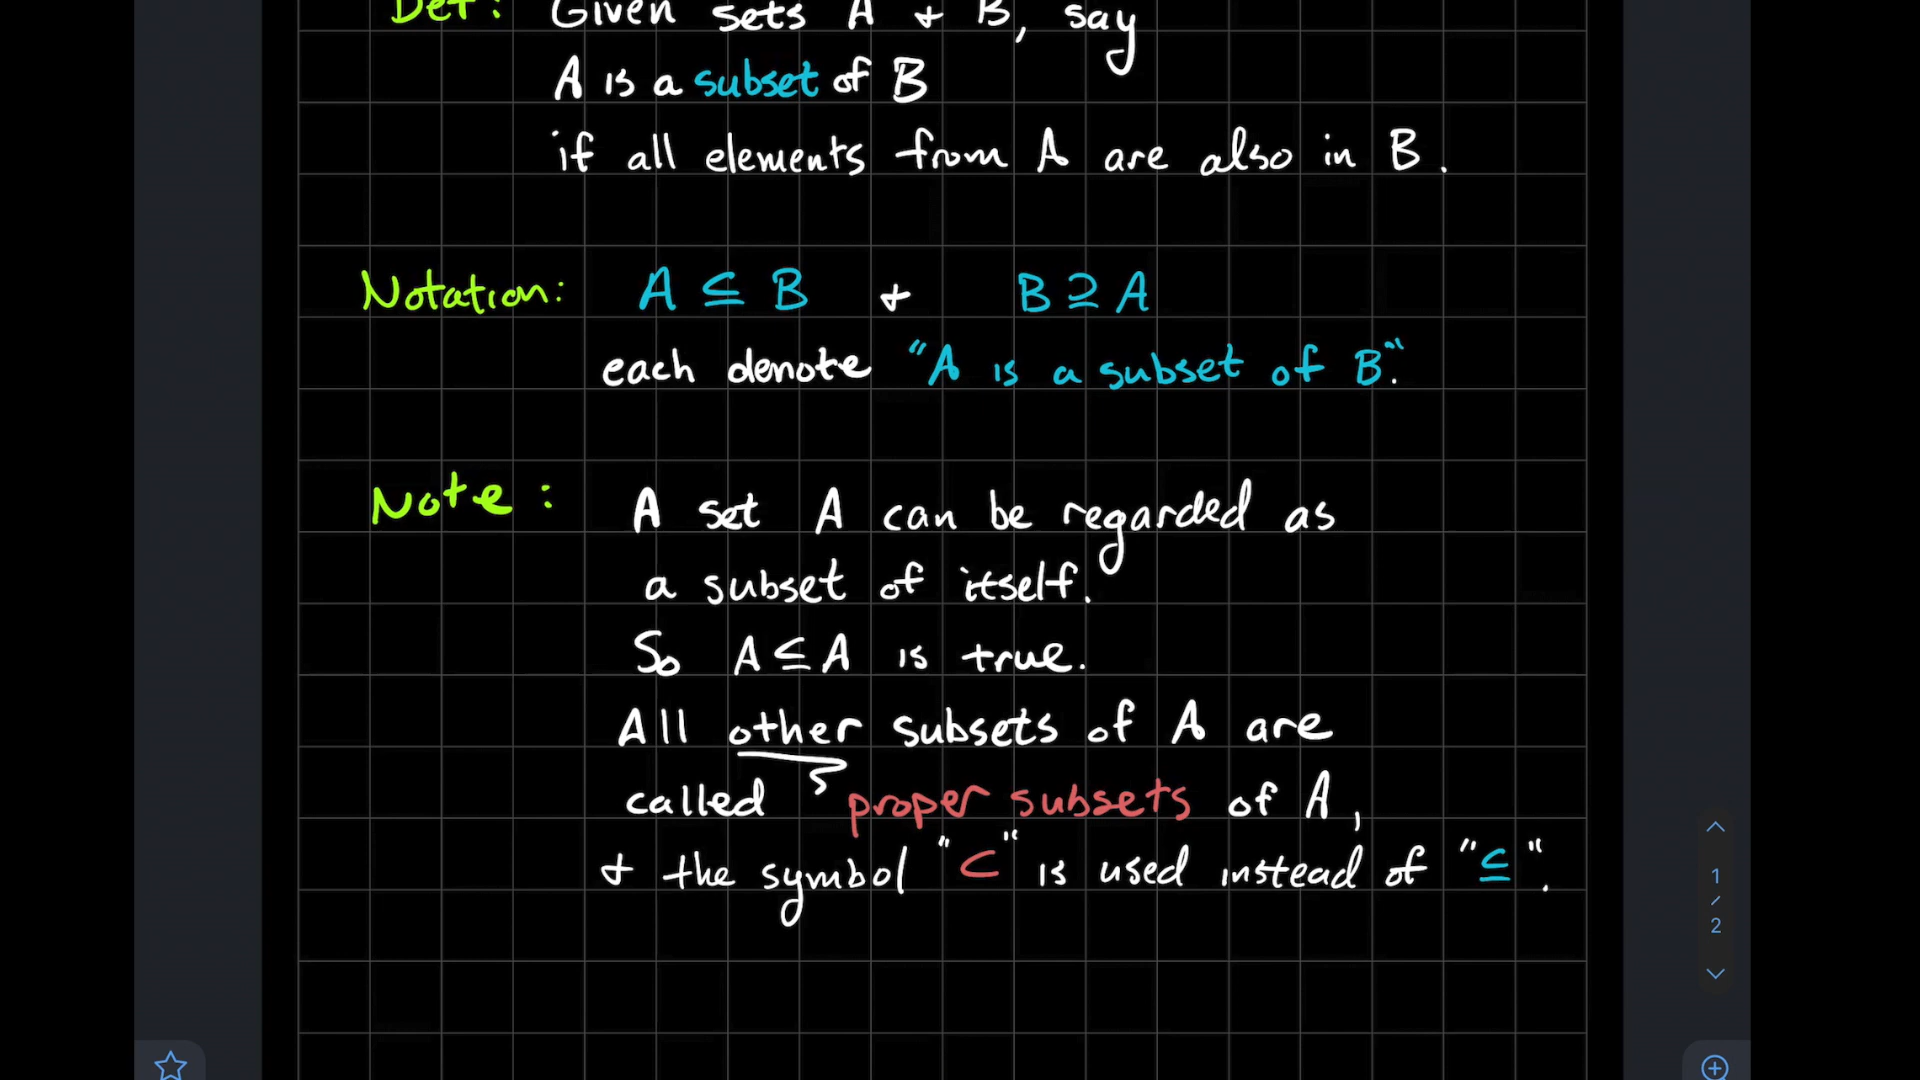 Def: Given sets A + B, say
A is a subset of B
if all elements from A are also in B.
Notation: A ⊆ B + B ⊇ A
each denote "A is a subset of B."
Note: A set A can be regarded as
a subset of itself.
So A ⊆ A is true.
All other subsets of A are
called proper subsets of A,
+ the symbol "⊂" is used instead of "⊆".
1
/
2